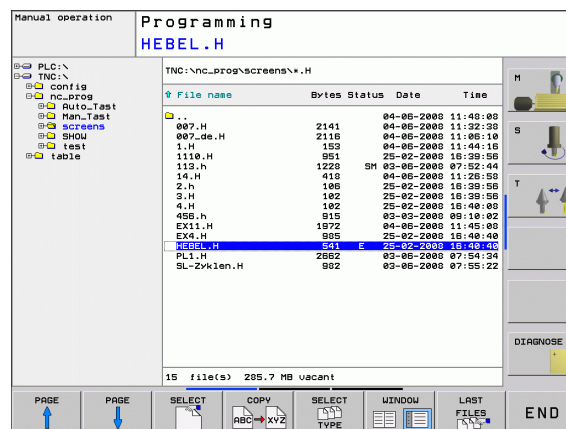 Manual operation
Programming
HEBEL.H
PLC:\
TNC:\
config
nc_prog
Auto_Tast
Man_Tast
screens
SHOW
test
table
TNC:\nc_prog\screens\*.H
File name Bytes Status Date Time
.. 04-06-2008 11:48:08
007.H 2141 04-06-2008 11:32:38
007_de.H 2116 04-06-2008 11:06:10
1.H 153 04-06-2008 11:44:16
1110.H 951 25-02-2008 16:39:56
113.h 1228 SM 03-06-2008 07:52:44
14.H 418 04-06-2008 11:26:58
2.h 106 25-02-2008 16:39:56
3.H 102 25-02-2008 16:39:56
4.H 102 25-02-2008 16:40:08
456.h 915 03-03-2008 09:10:02
EX11.H 1972 04-06-2008 11:45:08
EX4.H 985 25-02-2008 16:40:40
HEBEL.H 541 E 25-02-2008 16:40:40
PL1.H 2662 03-06-2008 07:54:34
SL-Zyklen.H 982 03-06-2008 07:55:22
15 file(s) 285.7 MB vacant
M
S
T
DIAGNOSE
PAGE
PAGE
SELECT
COPY
ABC XYZ
SELECT
TYPE
WINDOW
LAST
FILES
END